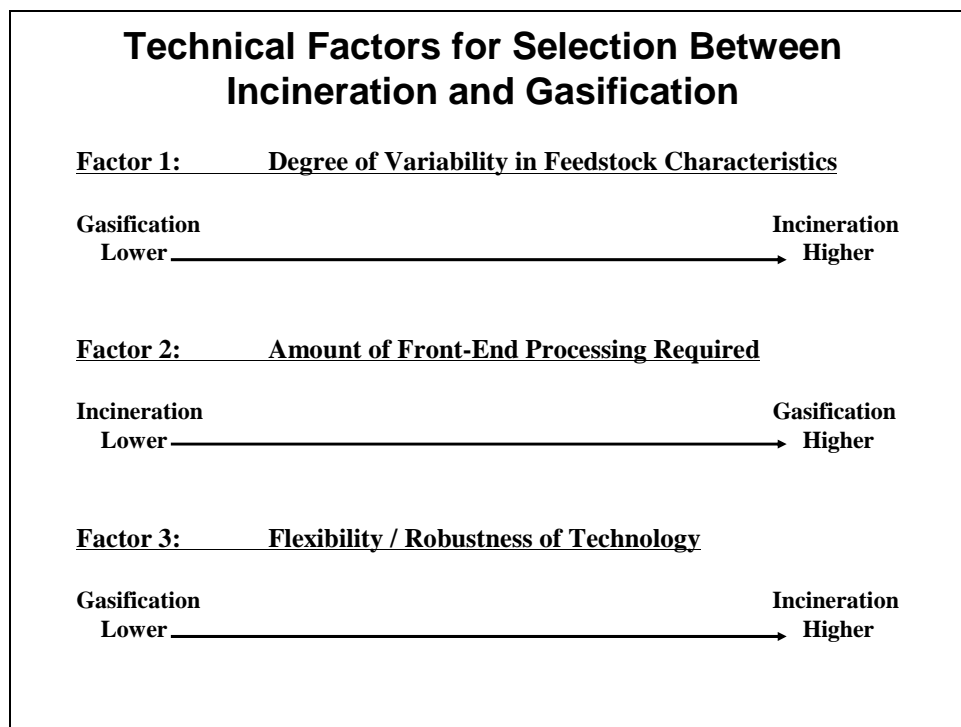 Technical Factors for Selection Between
Incineration and Gasification
Factor 1: Degree of Variability in Feedstock Characteristics
Gasification Incineration
Lower Higher
Factor 2: Amount of Front-End Processing Required
Incineration Gasification
Lower Higher
Factor 3: Flexibility / Robustness of Technology
Gasification Incineration
Lower Higher